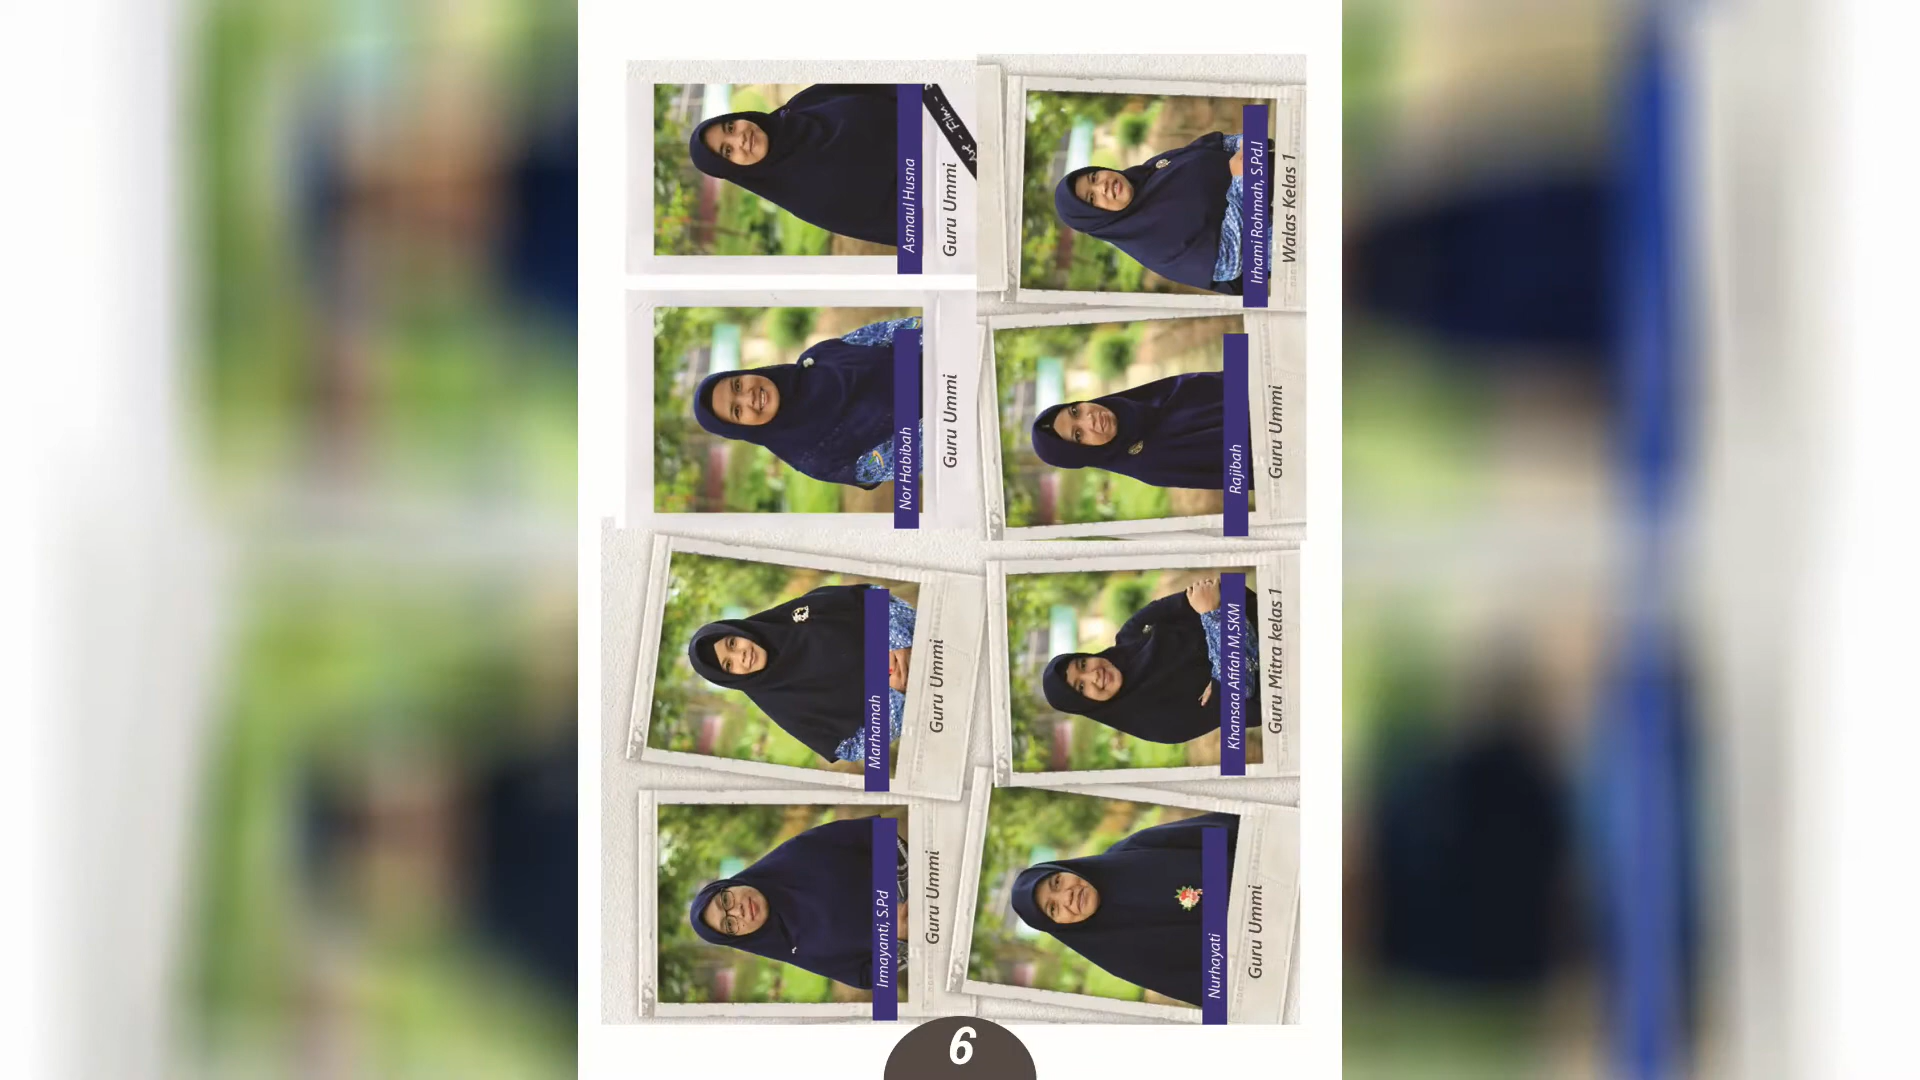 Asmaul Husna
Guru Ummi
Irhami Rohmah, S.Pd.I
Walas Kelas 1
Nor Habibah
Guru Ummi
Rajibah
Guru Ummi
Marhamah
Guru Ummi
Khansaa Afifah M,SKM
Guru Mitra kelas 1
Irmayanti, S.Pd
Guru Ummi
Nurhayati
Guru Ummi
6